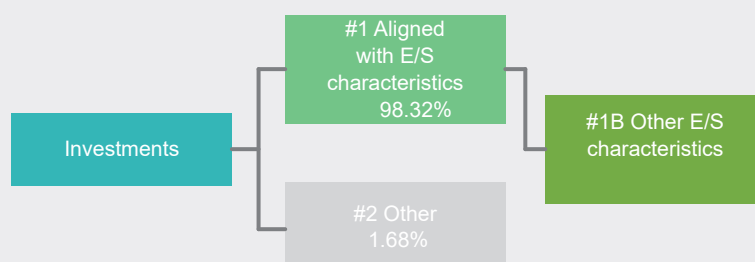 #1 Aligned
with E/S
characteristics
98.32%
Investments
#1B Other E/S
characteristics
#2 Other
1.68%